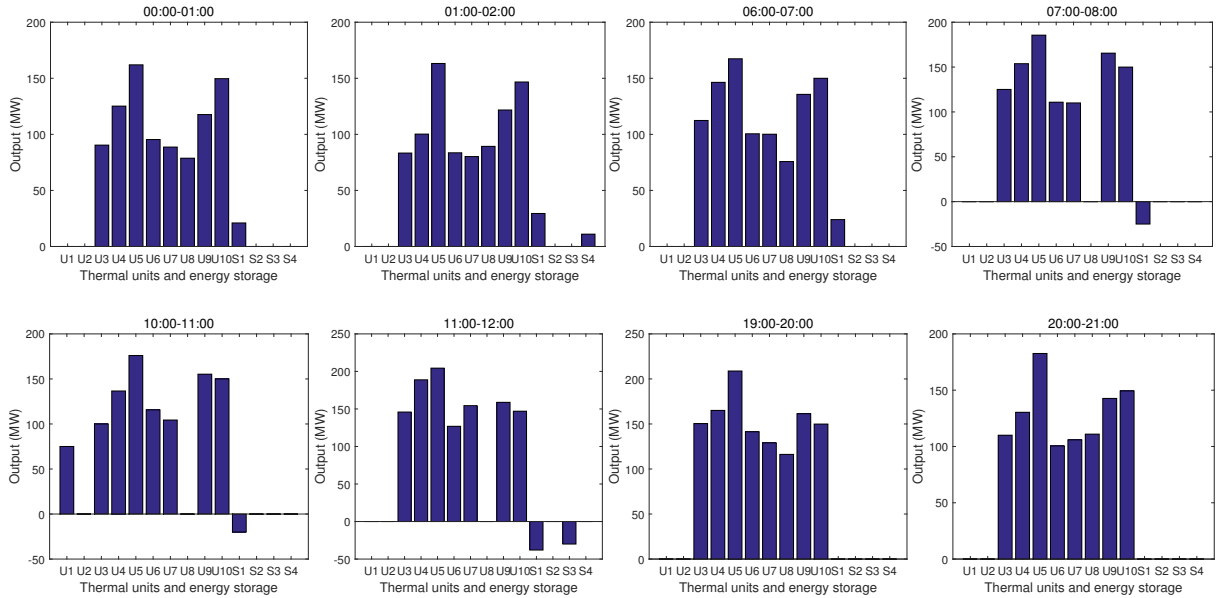 00:00-01:00
200
150
100
50
0
Output (MW)
U1 U2 U3 U4 U5 U6 U7 U8 U9 U10 S1 S2 S3 S4
Thermal units and energy storage
01:00-02:00
200
150
100
50
0
Output (MW)
U1 U2 U3 U4 U5 U6 U7 U8 U9 U10 S1 S2 S3 S4
Thermal units and energy storage
06:00-07:00
200
150
100
50
0
Output (MW)
U1 U2 U3 U4 U5 U6 U7 U8 U9 U10 S1 S2 S3 S4
Thermal units and energy storage
07:00-08:00
200
150
100
50
0
-50
Output (MW)
U1 U2 U3 U4 U5 U6 U7 U8 U9 U10 S1 S2 S3 S4
Thermal units and energy storage
10:00-11:00
200
150
100
50
0
-50
Output (MW)
U1 U2 U3 U4 U5 U6 U7 U8 U9 U10 S1 S2 S3 S4
Thermal units and energy storage
11:00-12:00
250
200
150
100
50
0
-50
Output (MW)
U1 U2 U3 U4 U5 U6 U7 U8 U9 U10 S1 S2 S3 S4
Thermal units and energy storage
19:00-20:00
250
200
150
100
50
0
Output (MW)
U1 U2 U3 U4 U5 U6 U7 U8 U9 U10 S1 S2 S3 S4
Thermal units and energy storage
20:00-21:00
200
150
100
50
0
Output (MW)
U1 U2 U3 U4 U5 U6 U7 U8 U9 U10 S1 S2 S3 S4
Thermal units and energy storage